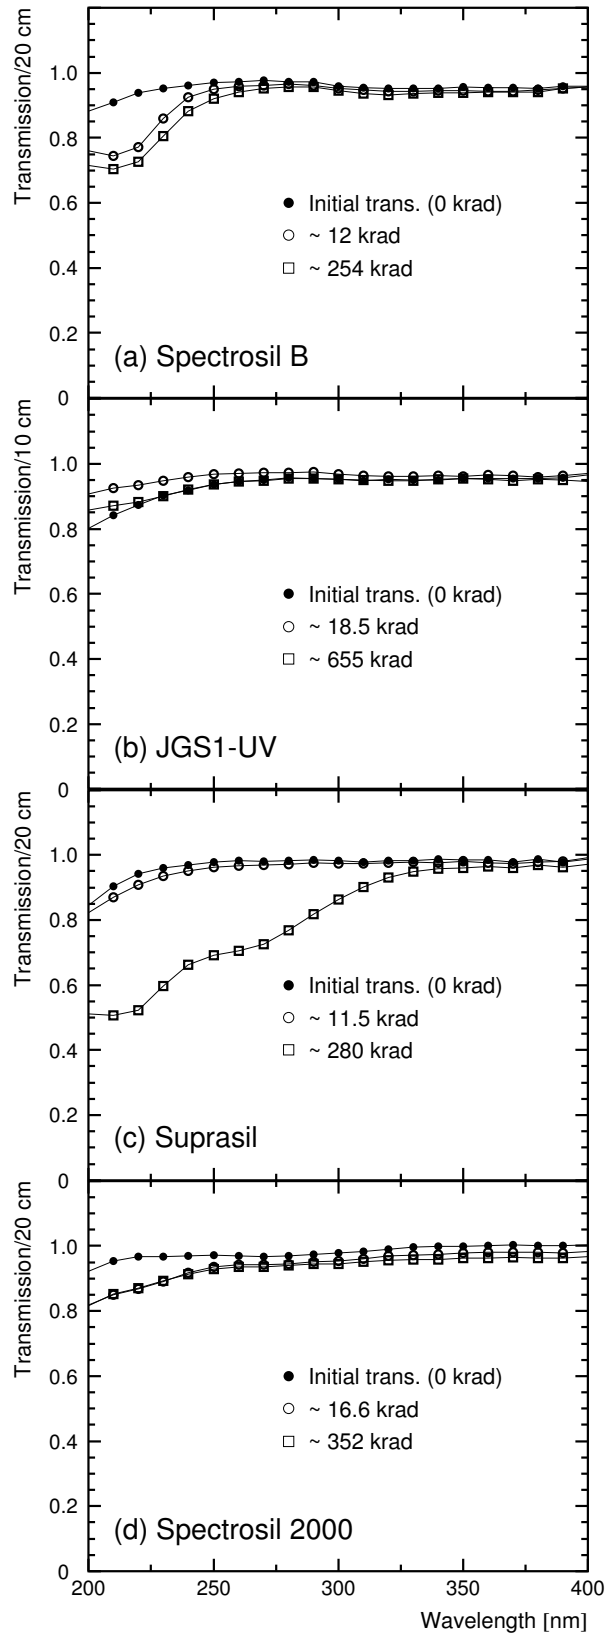 Transmission/20 cm
1.0
0.8
0.6
0.4
0.2
0
Initial trans. (0 krad)
~ 12 krad
~ 254 krad
(a) Spectrosil B
Transmission/10 cm
1.0
0.8
0.6
0.4
0.2
0
Initial trans. (0 krad)
~ 18.5 krad
~ 655 krad
(b) JGS1-UV
Transmission/20 cm
1.0
0.8
0.6
0.4
0.2
0
Initial trans. (0 krad)
~ 11.5 krad
~ 280 krad
(c) Suprasil
Transmission/20 cm
1.0
0.8
0.6
0.4
0.2
0
Initial trans. (0 krad)
~ 16.6 krad
~ 352 krad
(d) Spectrosil 2000
200 250 300 350 400
Wavelength [nm]